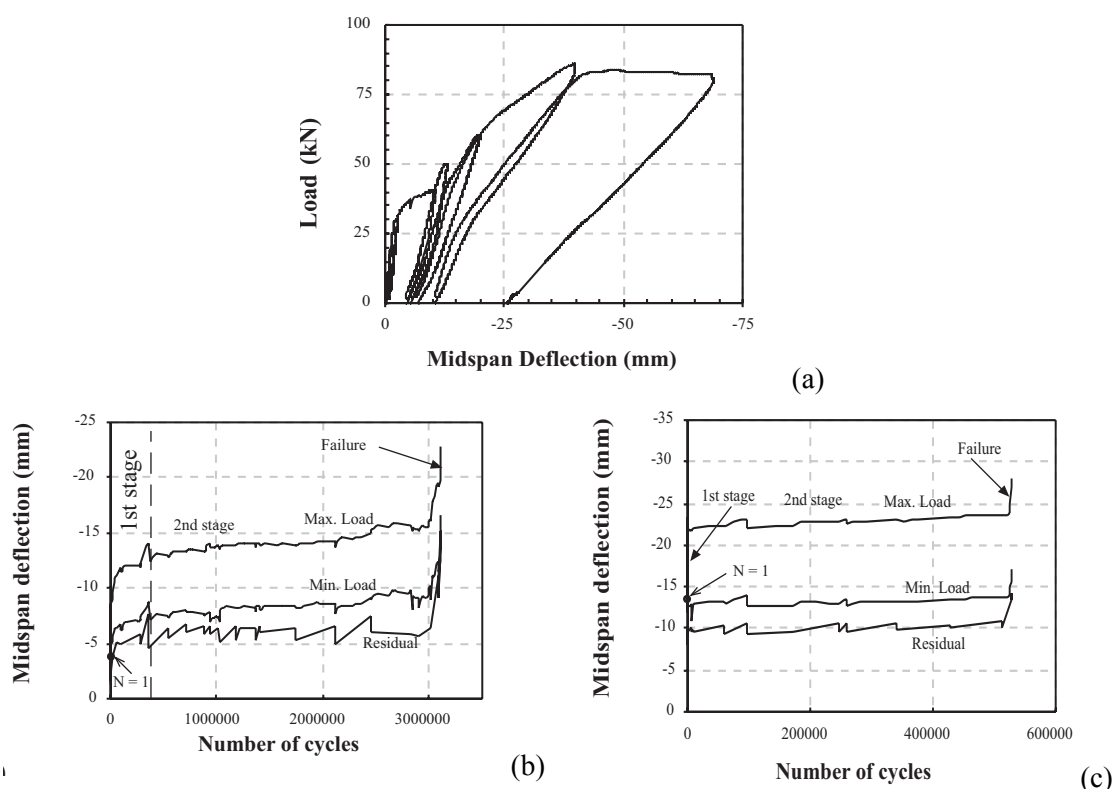 100
75
50
25
0
Load (kN)
0 -25 -50 -75
Midspan Deflection (mm)
(a)
-25
-20
-15
-10
-5
0
Midspan deflection (mm)
1st stage
2nd stage
Failure
Max. Load
Min. Load
Residual
N = 1
0 1000000 2000000 3000000
Number of cycles
(b)
-35
-30
-25
-20
-15
-10
-5
0
Midspan deflection (mm)
1st stage
2nd stage
Max. Load
Failure
N = 1
Min. Load
Residual
0 200000 400000 600000
Number of cycles
(c)